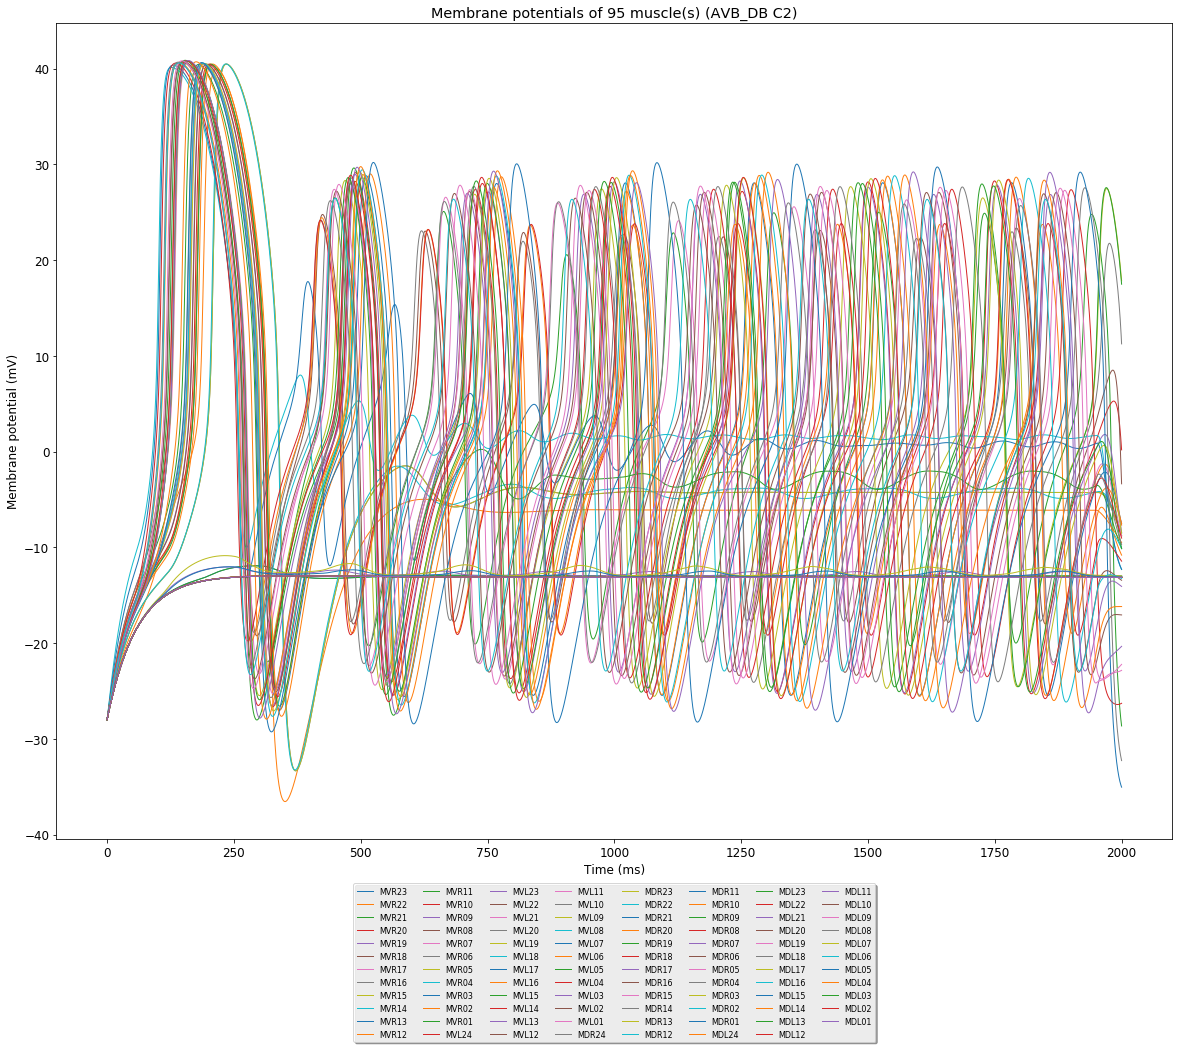 Membrane potentials of 95 muscle(s) (AVB_DB C2)
Membrane potential (mV)
40
30
20
10
0
−10
−20
−30
−40
0 250 500 750 1000 1250 1500 1750 2000
Time (ms)
MVR23 MVR11 MVL23 MVL11 MDR23 MDR11 MDL23 MDL11
MVR22 MVR10 MVL22 MVL10 MDR22 MDR10 MDL22 MDL10
MVR21 MVR09 MVL21 MVL09 MDR21 MDR09 MDL21 MDL09
MVR20 MVR08 MVL20 MVL08 MDR20 MDR08 MDL20 MDL08
MVR19 MVR07 MVL19 MVL07 MDR19 MDR07 MDL19 MDL07
MVR18 MVR06 MVL18 MVL06 MDR18 MDR06 MDL18 MDL06
MVR17 MVR05 MVL17 MVL05 MDR17 MDR05 MDL17 MDL05
MVR16 MVR04 MVL16 MVL04 MDR16 MDR04 MDL16 MDL04
MVR15 MVR03 MVL15 MVL03 MDR15 MDR03 MDL15 MDL03
MVR14 MVR02 MVL14 MVL02 MDR14 MDR02 MDL14 MDL02
MVR13 MVR01 MVL13 MVL01 MDR13 MDR01 MDL13 MDL01
MVR12 MVL24 MVL12 MDR24 MDR12 MDL24 MDL12